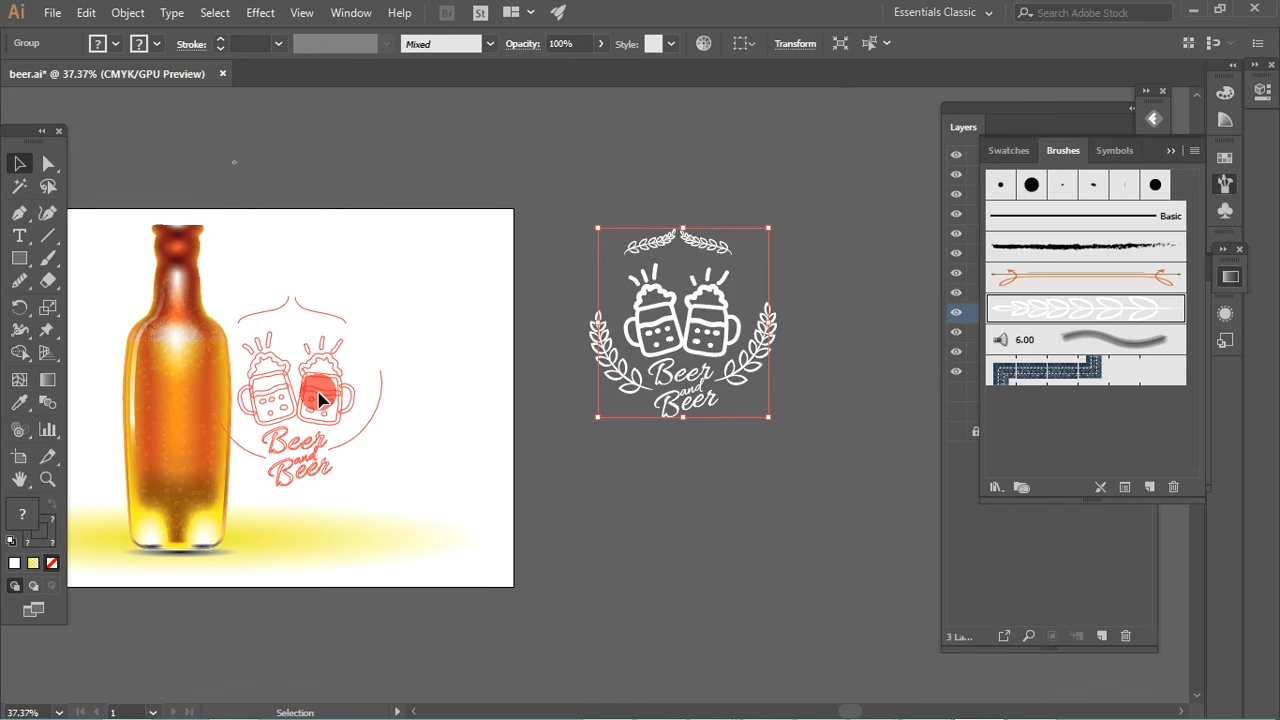 Ai File Edit Object Type Select Effect View Window Help Br St Essentials Classic Search Adobe Stock
Group ? ? Stroke: Mixed Opacity: 100% Style: Transform
beer.ai* @ 37.37% (CMYK/GPU Preview)
Layers
Swatches Brushes Symbols
Basic
6.00
Beer
and
Beer
Beer
and
Beer
T
?
?
?
3 La...
37.37% 1 Selection